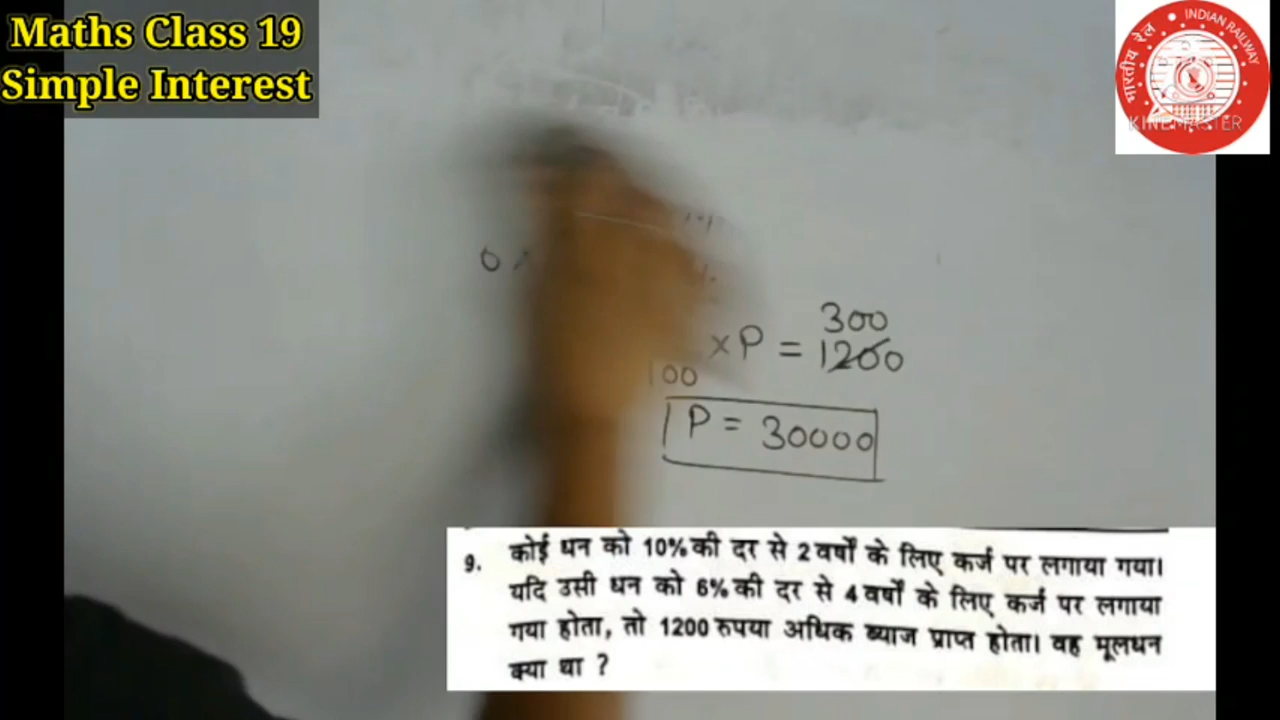 Maths Class 19
Simple Interest
भारतीय रेल
INDIAN RAILWAY
KINEMASTER
0 ×
300
× P = 1200
100
P = 30000
9. कोई धन को 10% की दर से 2 वर्षों के लिए कर्ज पर लगाया गया।
यदि उसी धन को 6% की दर से 4 वर्षों के लिए कर्ज पर लगाया
गया होता, तो 1200 रुपया अधिक ब्याज प्राप्त होता। वह मूलधन
क्या था ?